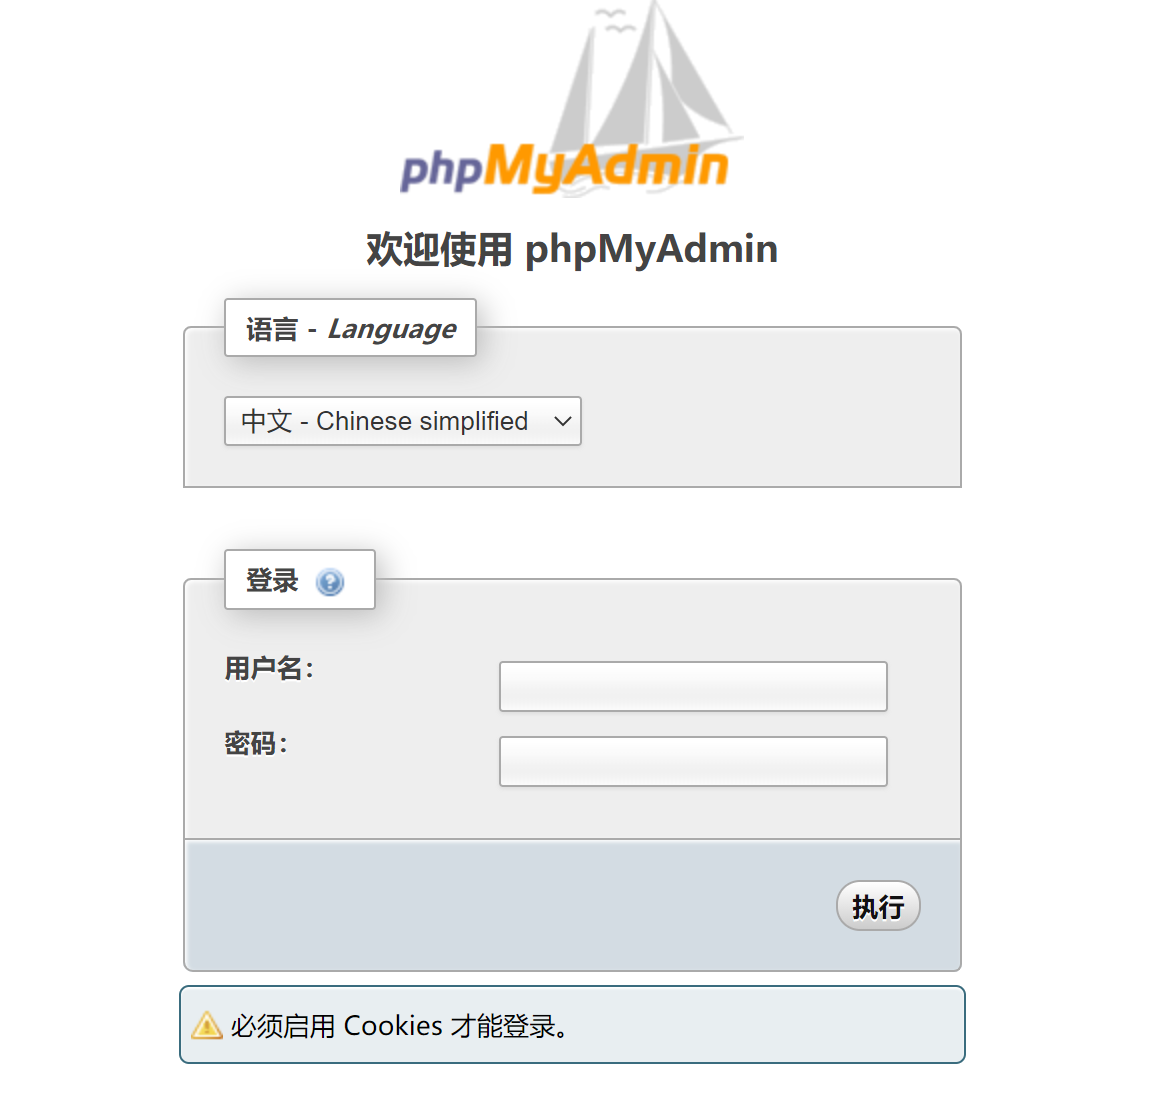 phpMyAdmin
欢迎使用 phpMyAdmin
语言 - Language
中文 - Chinese simplified
登录
用户名：
密码：
执行
必须启用 Cookies 才能登录。